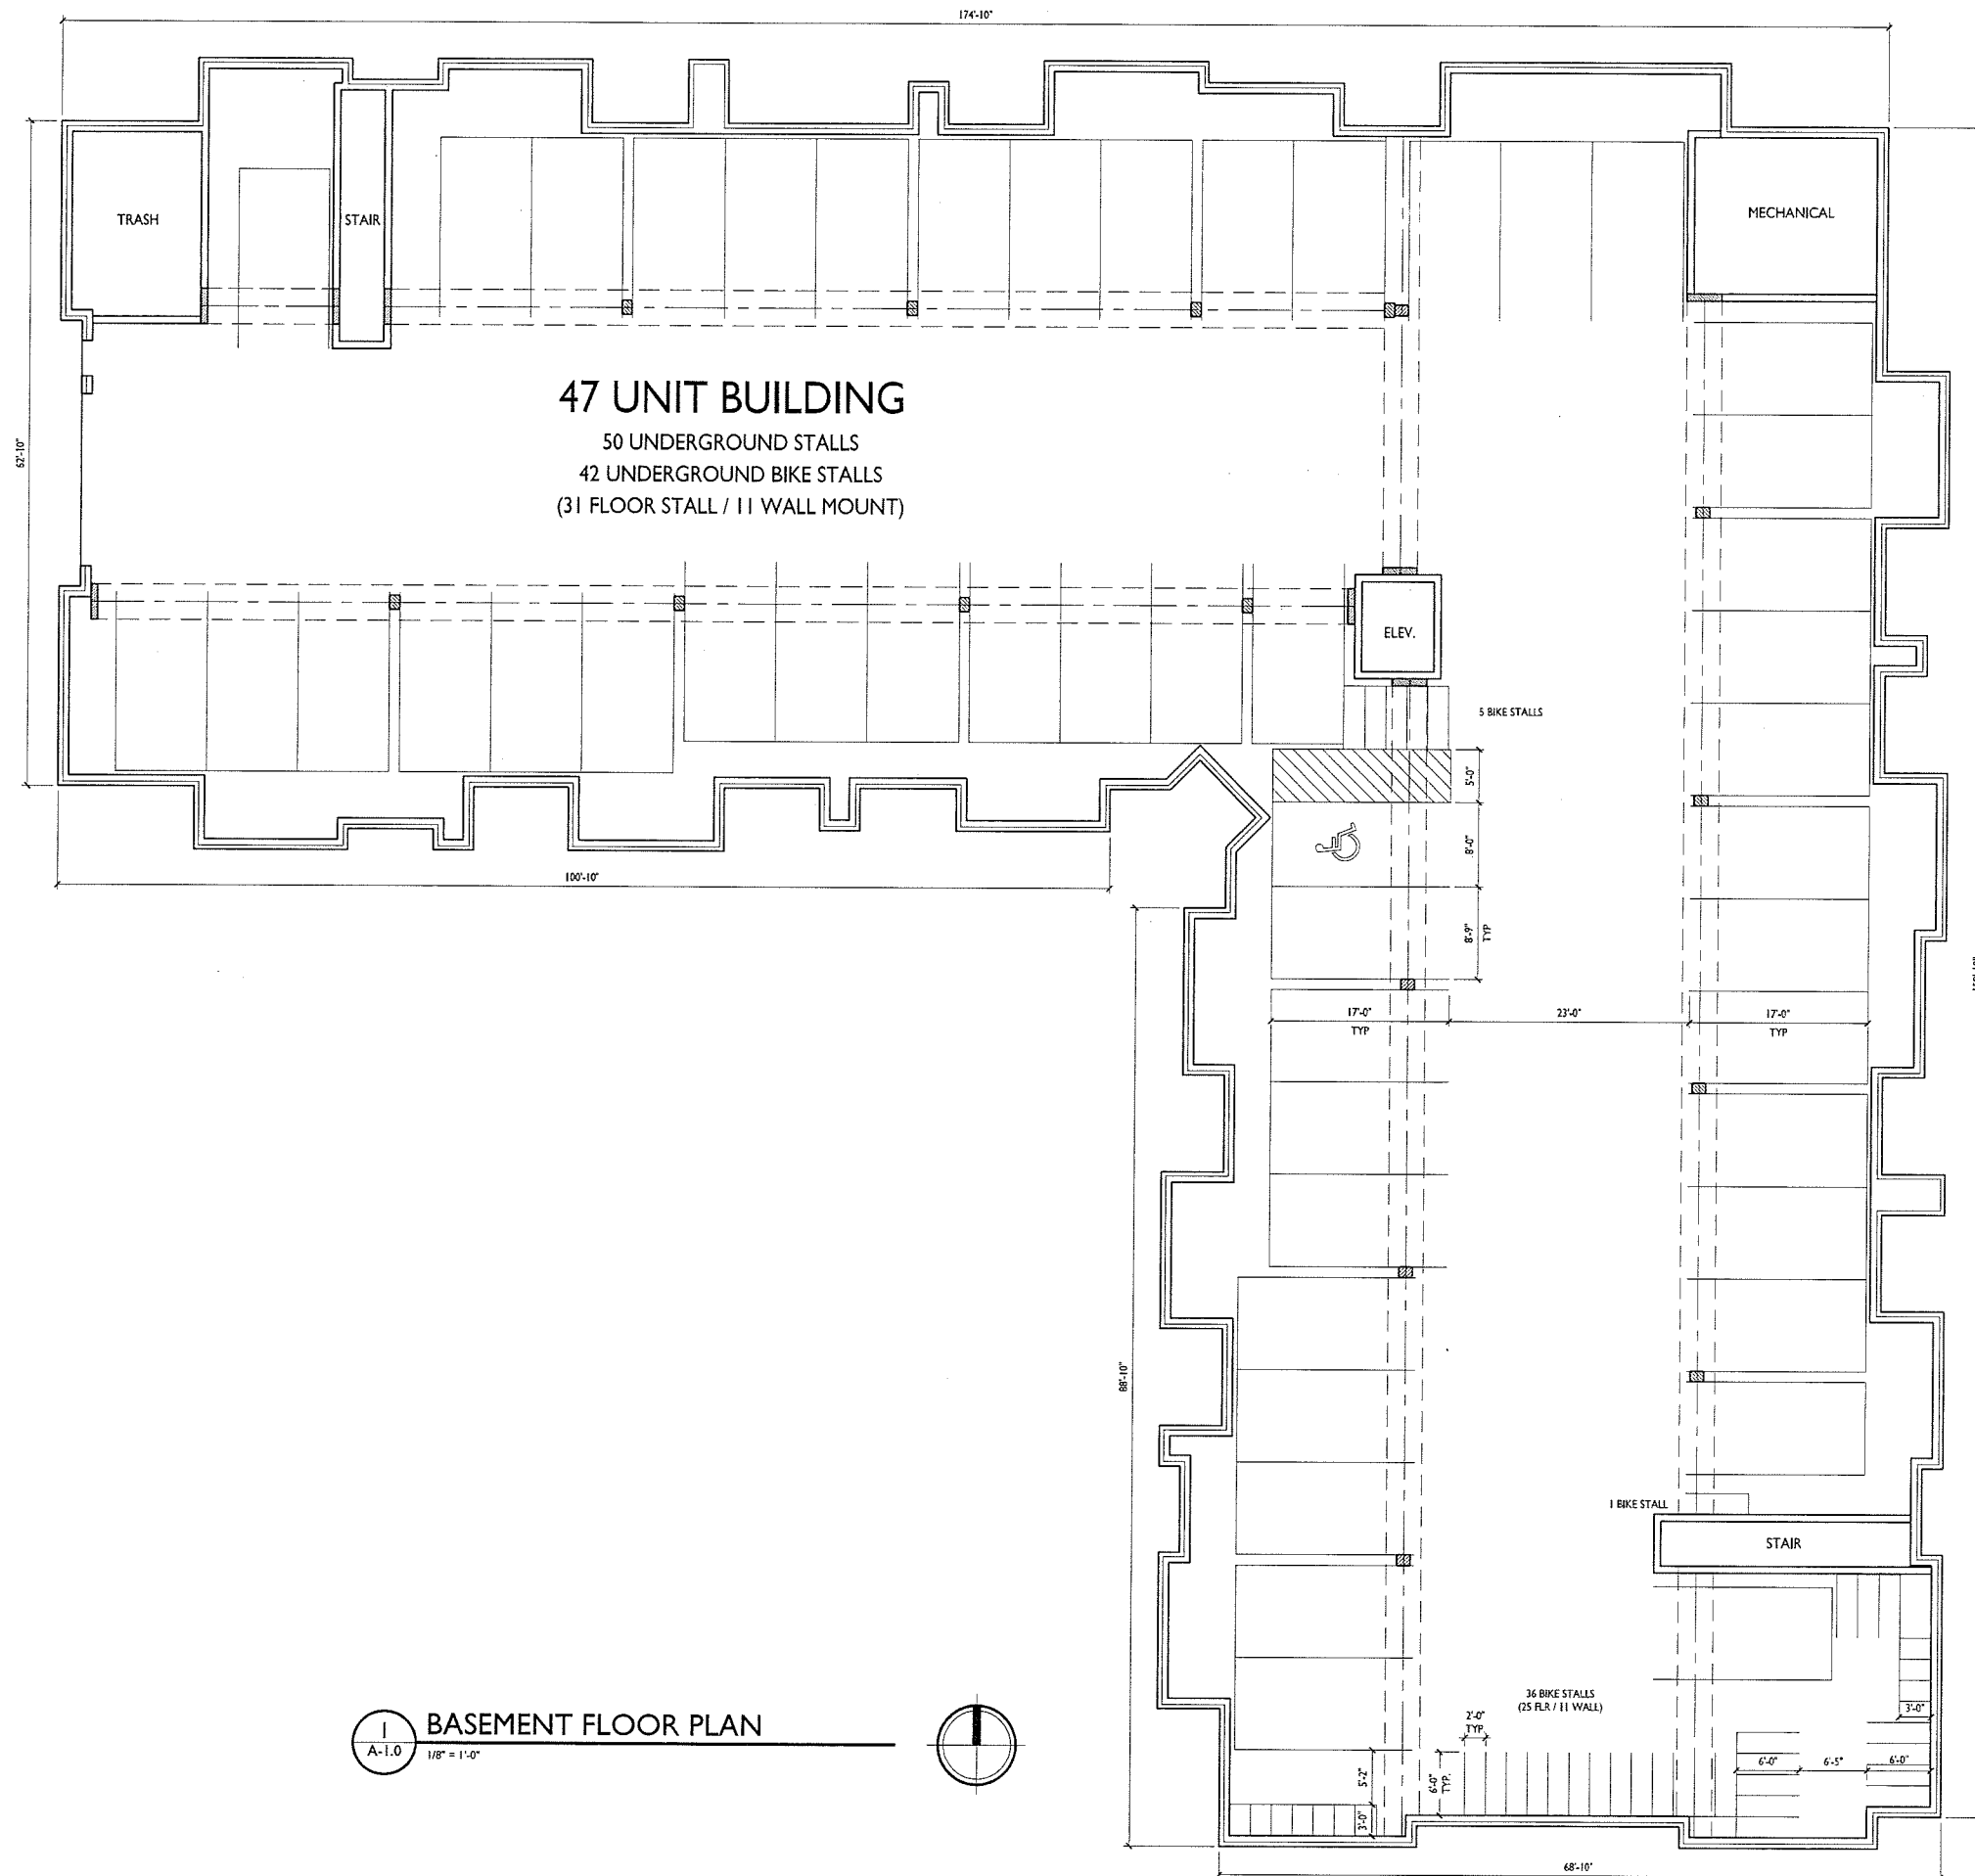 174'-10"
TRASH
STAIR
MECHANICAL
62'-10"
47 UNIT BUILDING
50 UNDERGROUND STALLS
42 UNDERGROUND BIKE STALLS
(31 FLOOR STALL / 11 WALL MOUNT)
ELEV.
5 BIKE STALLS
5'-0"
8'-0"
100'-10"
8'-9"
TYP
17'-0"
TYP
23'-0"
17'-0"
TYP
88'-10"
1 BIKE STALL
STAIR
36 BIKE STALLS
(25 FLR / 11 WALL)
2'-0"
TYP
3'-0"
6'-0"
TYP.
6'-0"
6'-5"
6'-0"
5'-2"
3'-0"
68'-10"
1
A-1.0
BASEMENT FLOOR PLAN
1/8" = 1'-0"